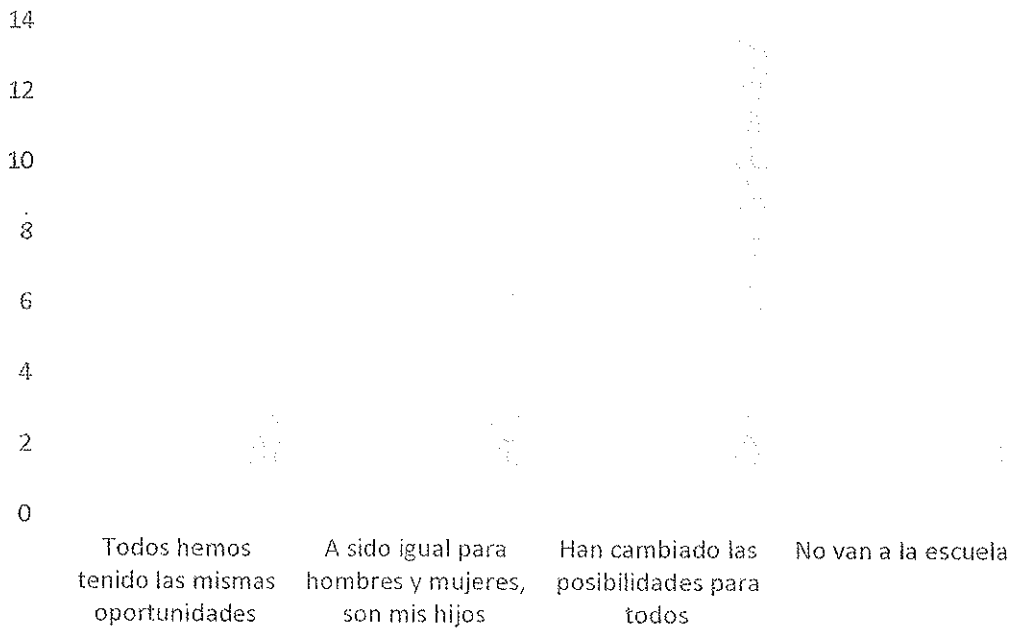 14
12
10
8
6
4
2
0
Todos hemos
tenido las mismas
oportunidades
A sido igual para
hombres y mujeres,
son mis hijos
Han cambiado las
posibilidades para
todos
No van a la escuela